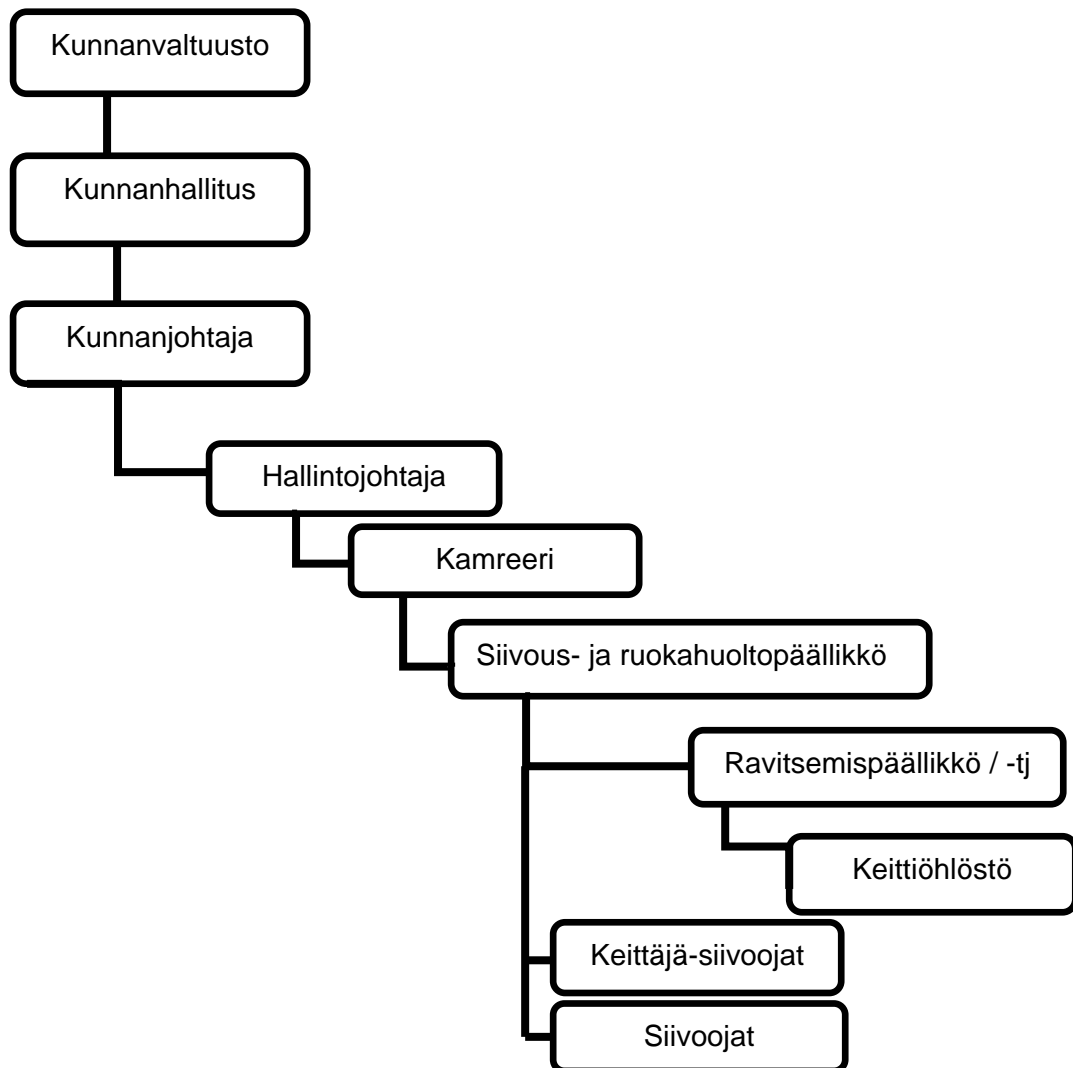 Kunnanvaltuusto
Kunnanhallitus
Kunnanjohtaja
Hallintojohtaja
Kamreeri
Siivous- ja ruokahuoltopäällikkö
Ravitsemispäällikkö / -tj
Keittiöhlöstö
Keittäjä-siivoojat
Siivoojat